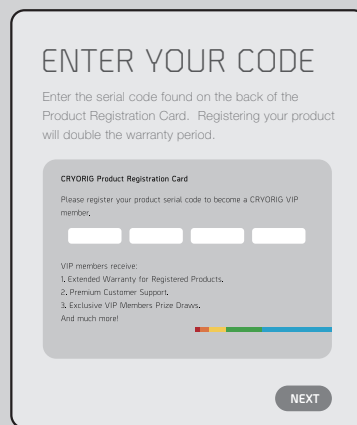 ENTER YOUR CODE
Enter the serial code found on the back of the
Product Registration Card.  Registering your product
will double the warranty period.
CRYORIG Product Registration Card
Please register your product serial code to become a CRYORIG VIP
member.
VIP members receive:
1. Extended Warranty for Registered Products.
2. Premium Customer Support.
3. Exclusive VIP Members Prize Draws.
And much more!
NEXT